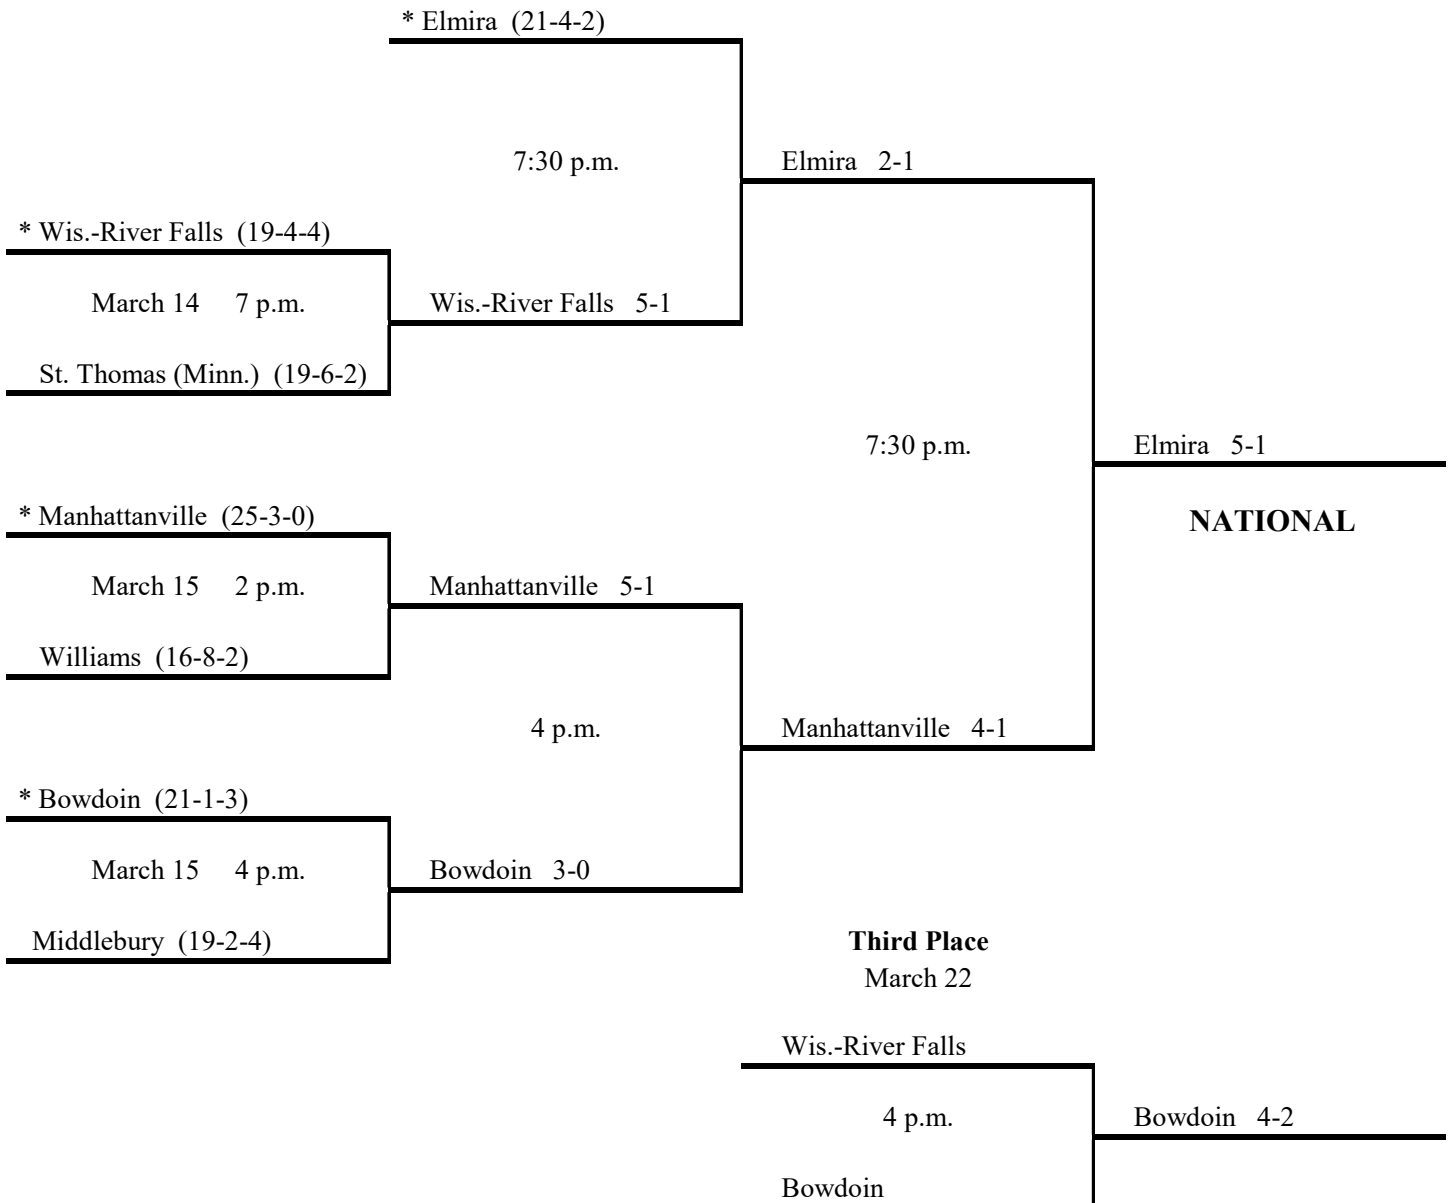 * Elmira (21-4-2)
7:30 p.m.
Elmira 2-1
* Wis.-River Falls (19-4-4)
March 14 7 p.m.
Wis.-River Falls 5-1
St. Thomas (Minn.) (19-6-2)
7:30 p.m.
Elmira 5-1
* Manhattanville (25-3-0)
NATIONAL
March 15 2 p.m.
Manhattanville 5-1
Williams (16-8-2)
4 p.m.
Manhattanville 4-1
* Bowdoin (21-1-3)
March 15 4 p.m.
Bowdoin 3-0
Middlebury (19-2-4)
Third Place
March 22
Wis.-River Falls
4 p.m.
Bowdoin 4-2
Bowdoin